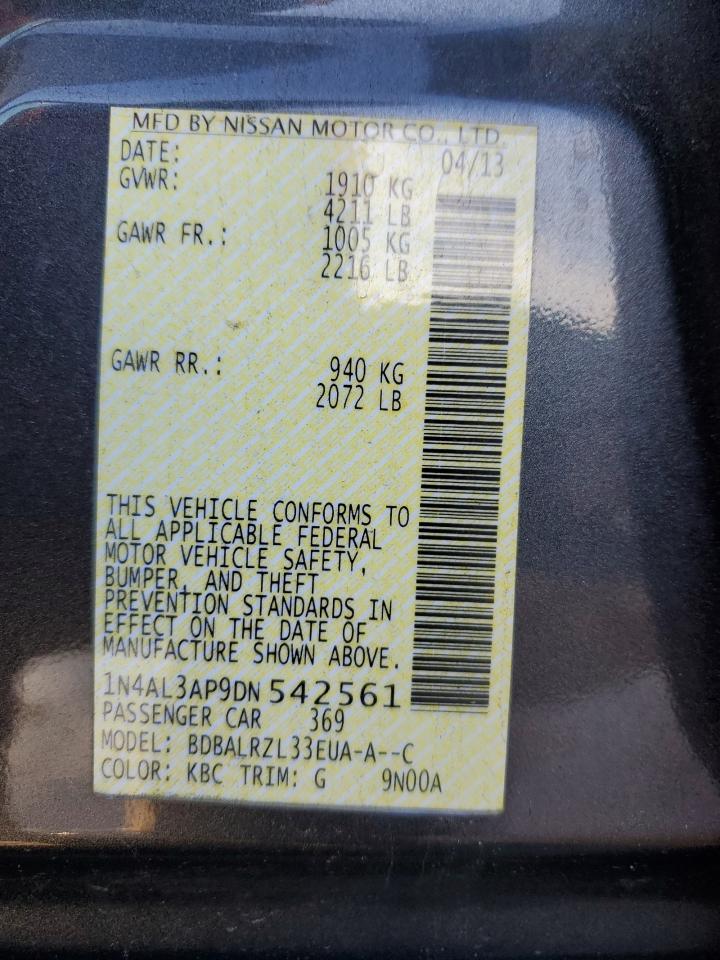 MFD BY NISSAN MOTOR CO., LTD.
DATE: 04/13
GVWR: 1910 KG
4211 LB
GAWR FR.: 1005 KG
2216 LB
GAWR RR.: 940 KG
2072 LB
THIS VEHICLE CONFORMS TO
ALL APPLICABLE FEDERAL
MOTOR VEHICLE SAFETY,
BUMPER, AND THEFT
PREVENTION STANDARDS IN
EFFECT ON THE DATE OF
MANUFACTURE SHOWN ABOVE.
1N4AL3AP9DN 542561
PASSENGER CAR 369
MODEL: BDBALRZL33EUA-A--C
COLOR: KBC TRIM: G 9N00A